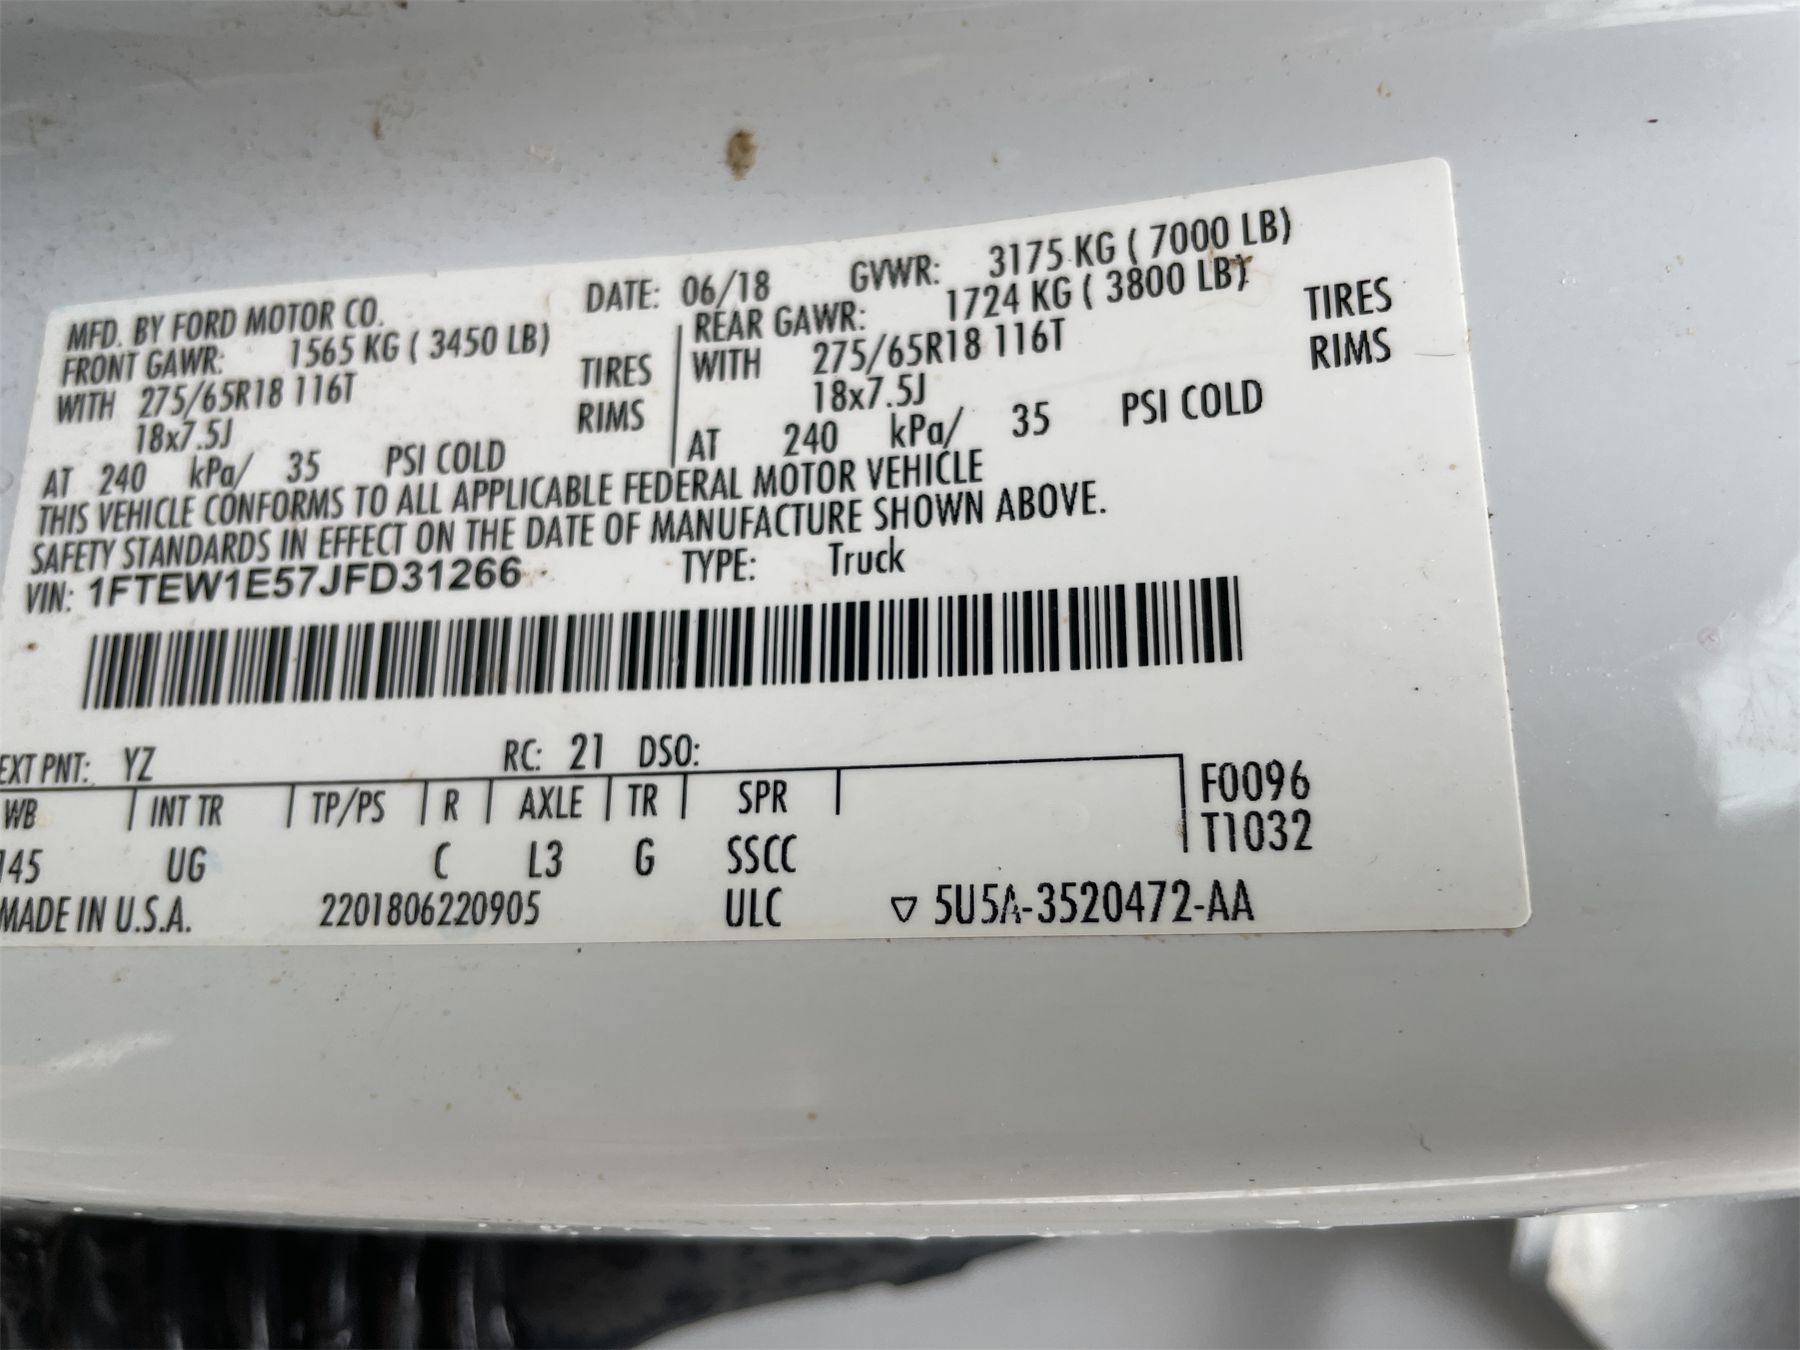 MFD. BY FORD MOTOR CO. DATE: 06/18 GVWR: 3175 KG ( 7000 LB)
FRONT GAWR: 1565 KG ( 3450 LB) REAR GAWR: 1724 KG ( 3800 LB)
WITH 275/65R18 116T TIRES WITH 275/65R18 116T TIRES
18x7.5J RIMS 18x7.5J RIMS
AT 240 kPa/ 35 PSI COLD AT 240 kPa/ 35 PSI COLD
THIS VEHICLE CONFORMS TO ALL APPLICABLE FEDERAL MOTOR VEHICLE
SAFETY STANDARDS IN EFFECT ON THE DATE OF MANUFACTURE SHOWN ABOVE.
VIN: 1FTEW1E57JFD31266 TYPE: Truck
EXT PNT: YZ RC: 21 DSO:
WB INT TR TP/PS R AXLE TR SPR F0096
T1032
145 UG C L3 G SSCC
MADE IN U.S.A. 2201806220905 ULC ▽ 5U5A-3520472-AA